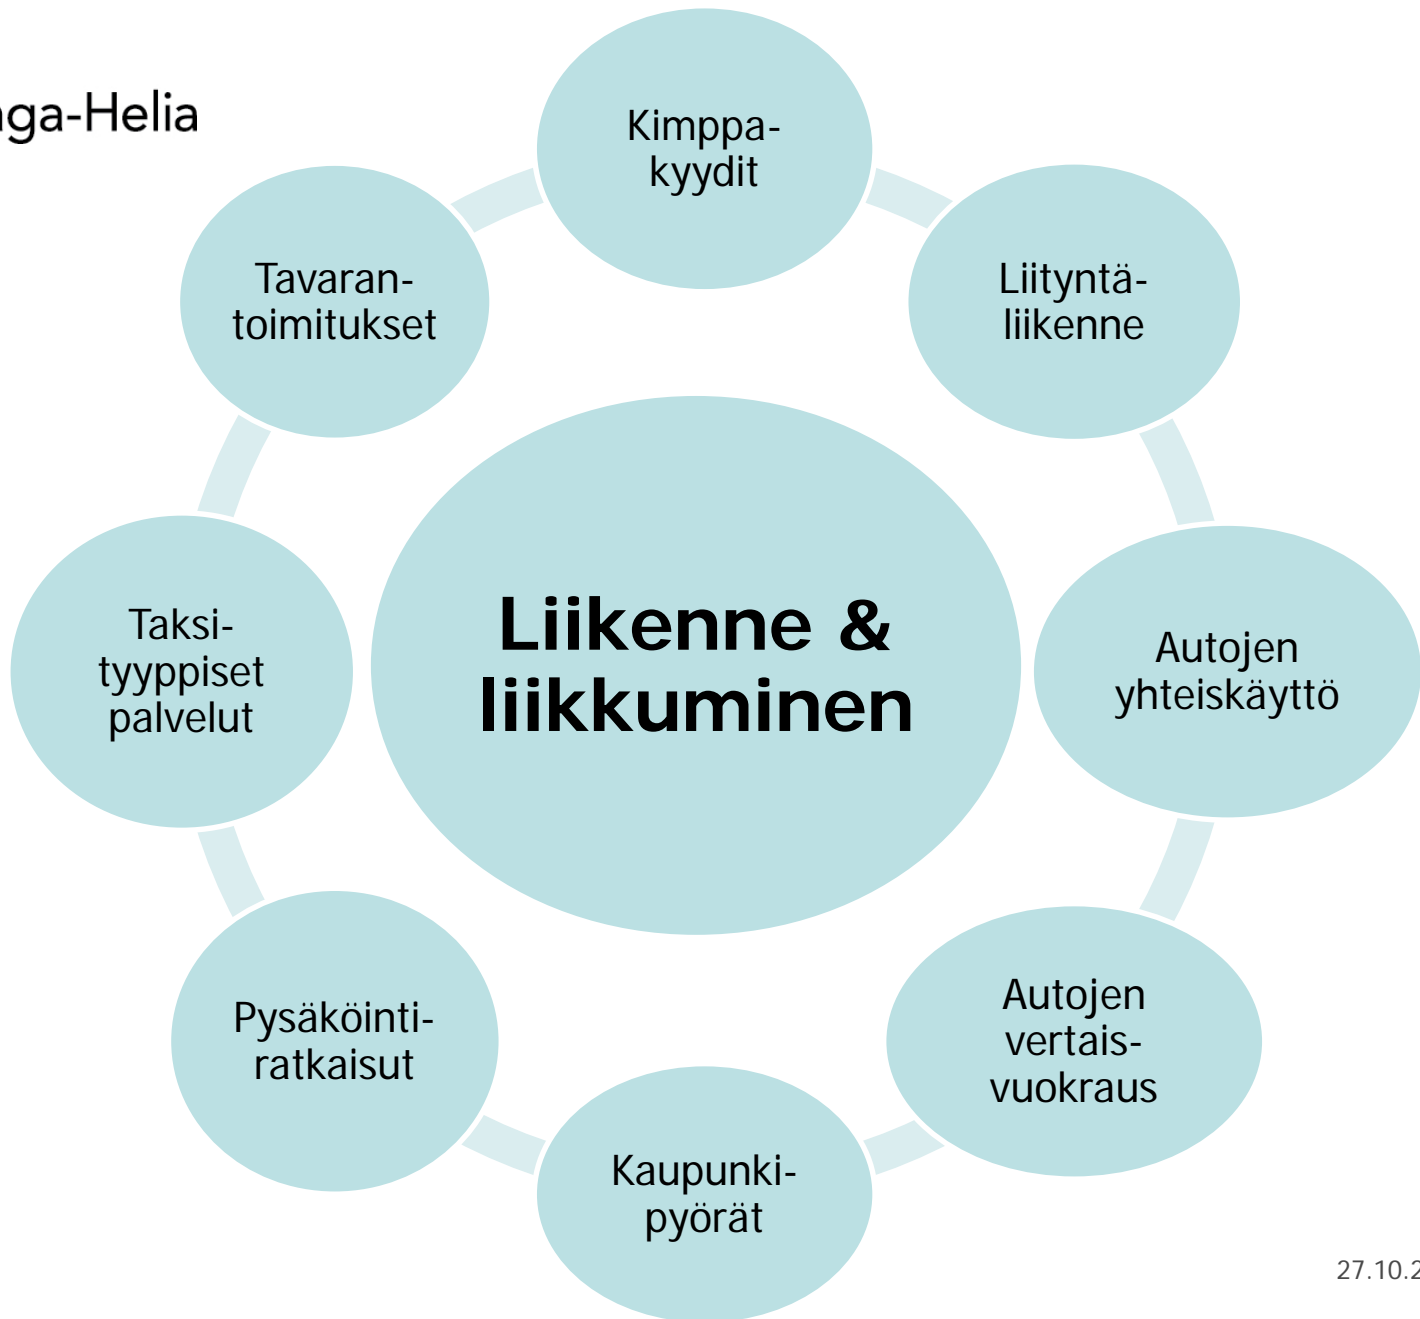 aga-Helia
Kimppa-
kyydit
Liityntä-
liikenne
Autojen
yhteiskäyttö
Autojen
vertais-
vuokraus
Kaupunki-
pyörät
Pysäköinti-
ratkaisut
Taksi-
tyyppiset
palvelut
Tavaran-
toimitukset
Liikenne &
liikkuminen
27.10.2